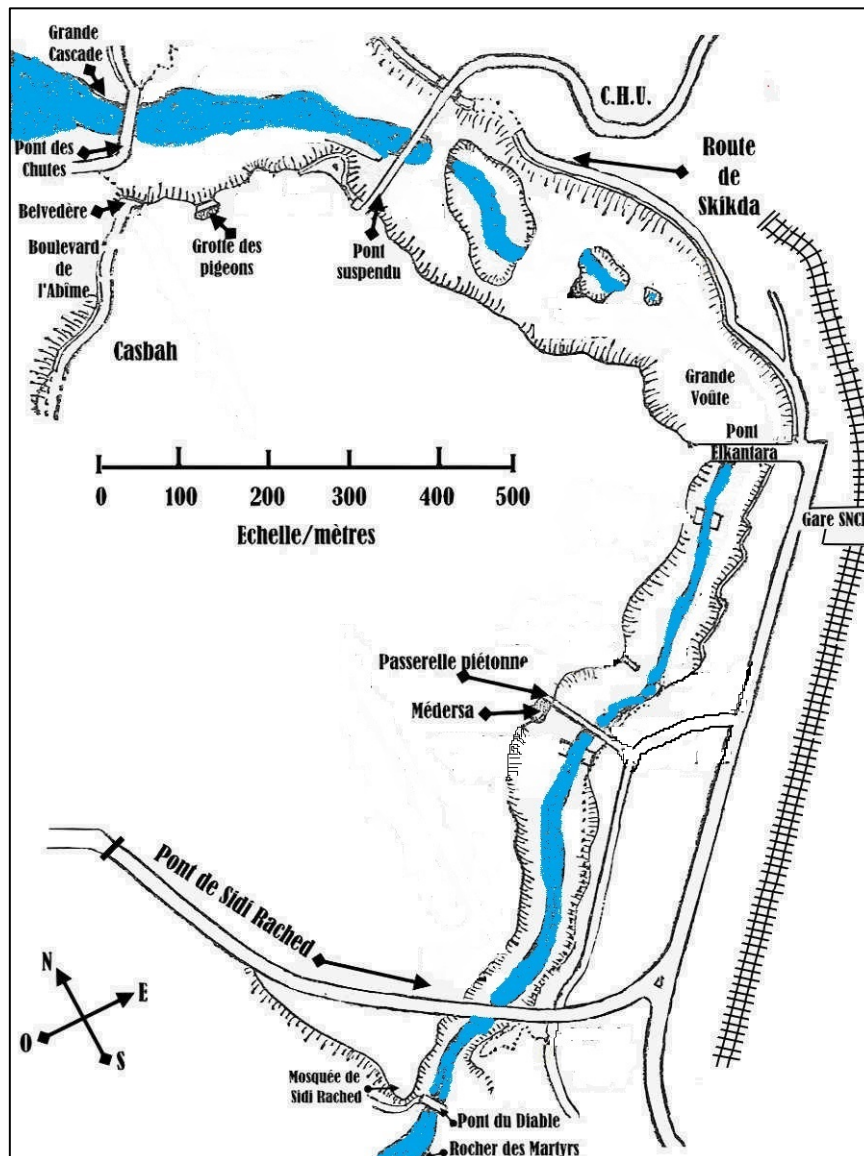 Grande
Cascade
C.H.U.
Pont des
Chutes
Route
de
Skikda
Belvedère
Grotte des
pigeons
Pont
suspendu
Boulevard
de
l'Abîme
Casbah
Grande
Voûte
Pont
Elkantara
0 100 200 300 400 500
Echelle/mètres
Gare SNCF
Passerelle piétonne
Médersa
Pont de Sidi Rached
N
E
O
S
Mosquée de
Sidi Rached
Pont du Diable
Rocher des Martyrs